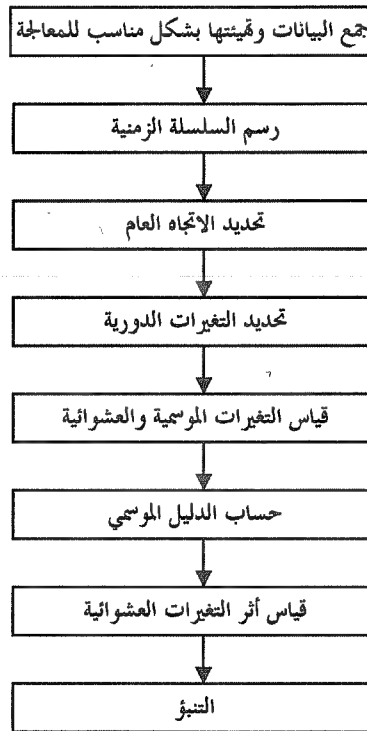 جمع البيانات وتهيئتها بشكل مناسب للمعالجة
رسم السلسلة الزمنية
تحديد الاتجاه العام
تحديد التغيرات الدورية
قياس التغيرات الموسمية والعشوائية
حساب الدليل الموسمي
قياس أثر التغيرات العشوائية
التنبؤ